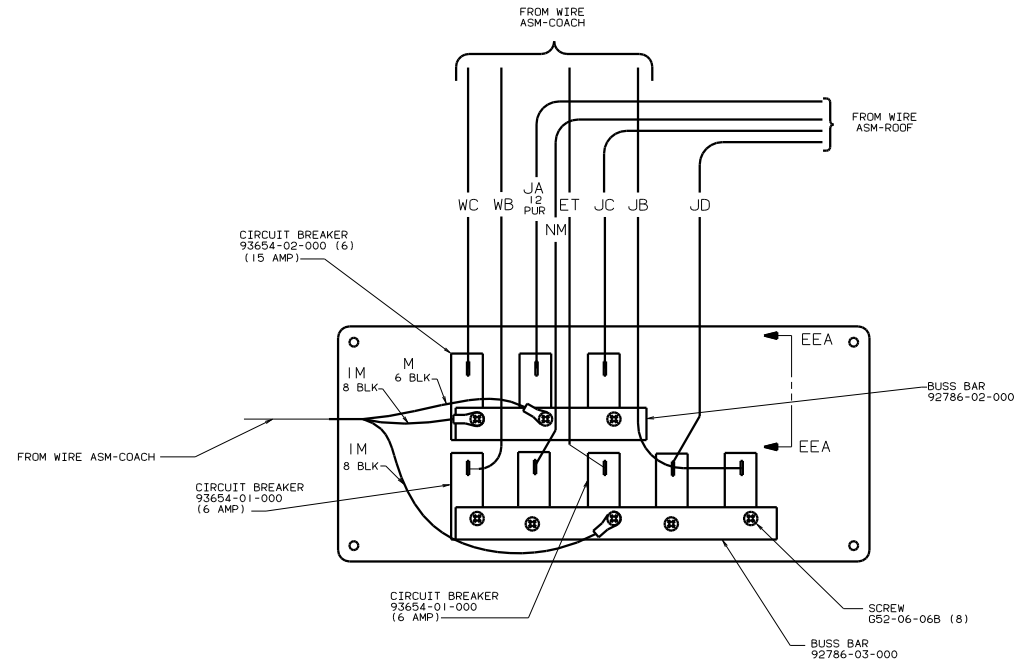 FROM WIRE
ASM-COACH
FROM WIRE
ASM-ROOF
WC
WB
JA
12
PUR
ET
JC
JB
JD
NM
CIRCUIT BREAKER
93654-02-000 (6)
(15 AMP)
EEA
1M
8 BLK
M
6 BLK
BUSS BAR
92786-02-000
EEA
FROM WIRE ASM-COACH
1M
8 BLK
CIRCUIT BREAKER
93654-01-000
(6 AMP)
CIRCUIT BREAKER
93654-01-000
(6 AMP)
SCREW
G52-06-06B (8)
BUSS BAR
92786-03-000